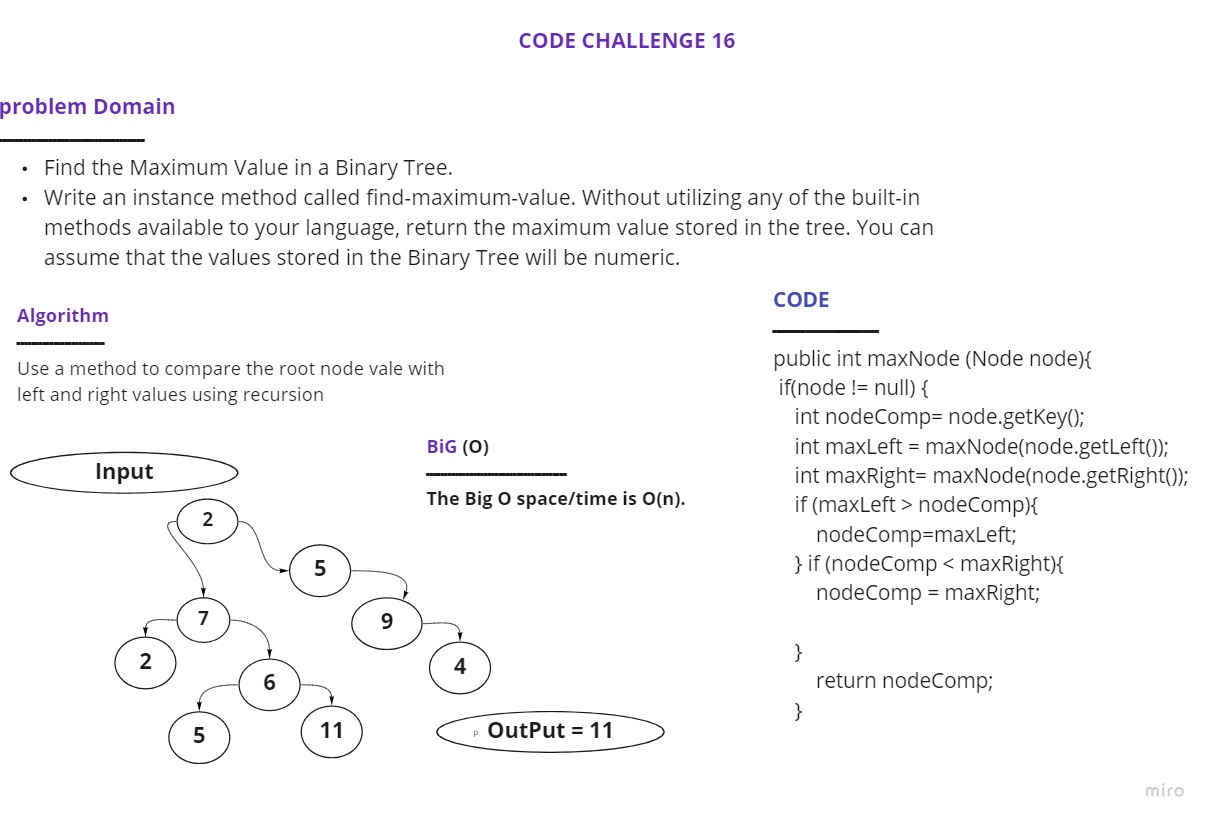 CODE CHALLENGE 16
problem Domain
• Find the Maximum Value in a Binary Tree.
• Write an instance method called find-maximum-value. Without utilizing any of the built-in
methods available to your language, return the maximum value stored in the tree. You can
assume that the values stored in the Binary Tree will be numeric.
Algorithm
Use a method to compare the root node vale with
left and right values using recursion
BiG (O)
The Big O space/time is O(n).
Input
2
5
7
9
2
6
4
5
11
p OutPut = 11
CODE
public int maxNode (Node node){
if(node != null) {
int nodeComp= node.getKey();
int maxLeft = maxNode(node.getLeft());
int maxRight= maxNode(node.getRight());
if (maxLeft > nodeComp){
nodeComp=maxLeft;
} if (nodeComp < maxRight){
nodeComp = maxRight;
}
return nodeComp;
}
miro